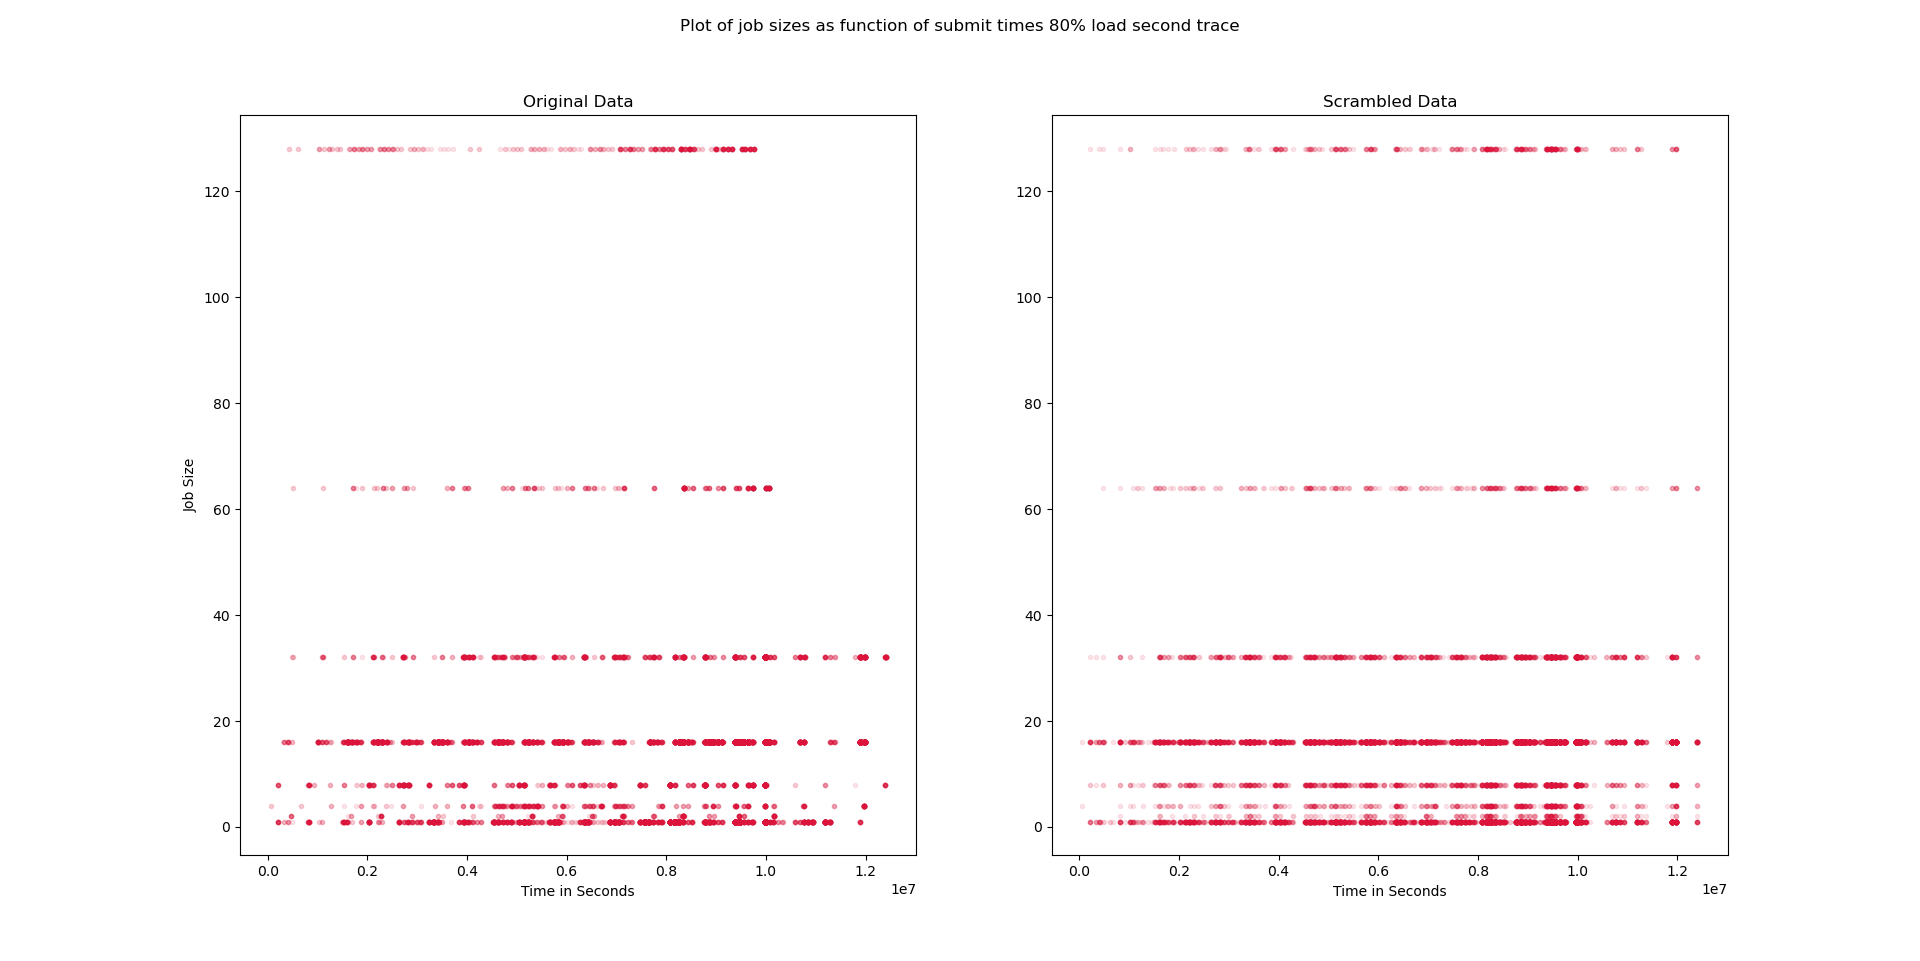 Plot of job sizes as function of submit times 80% load second trace
Original Data
Job Size
120
100
80
60
40
20
0
0.0 0.2 0.4 0.6 0.8 1.0 1.2
1e7
Time in Seconds
Scrambled Data
120
100
80
60
40
20
0
0.0 0.2 0.4 0.6 0.8 1.0 1.2
1e7
Time in Seconds